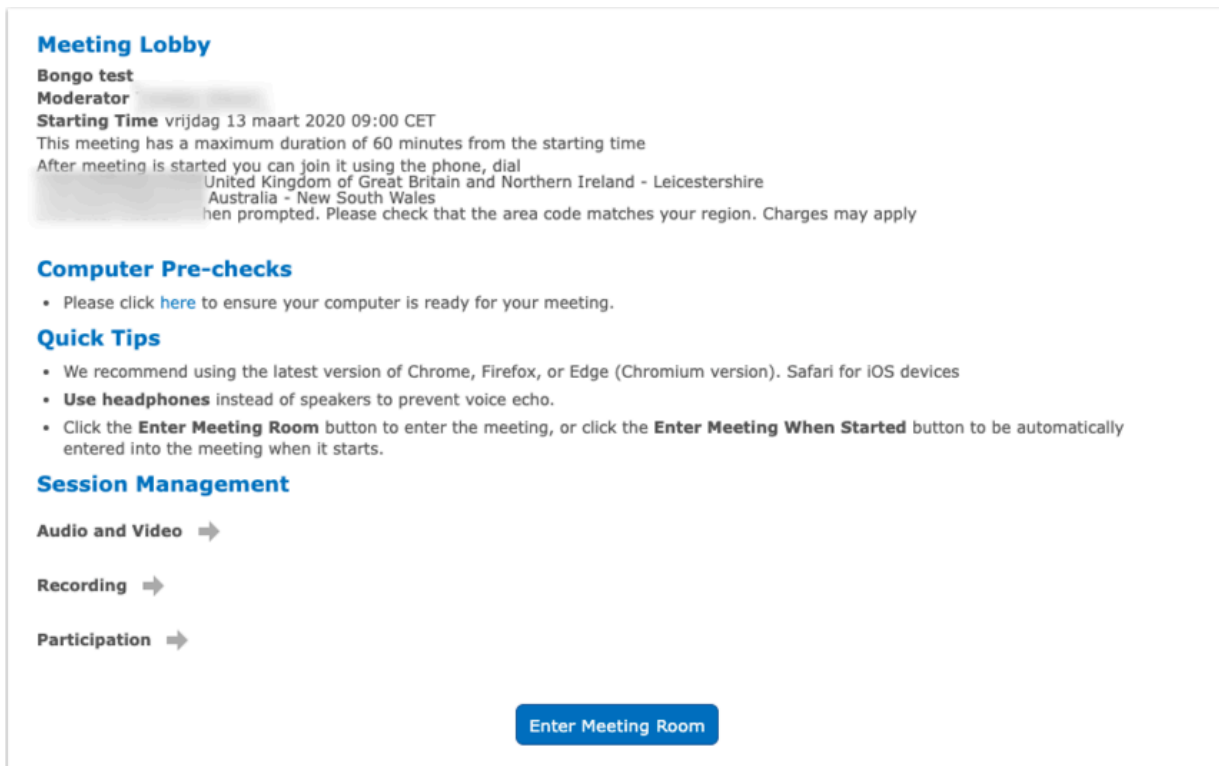 Meeting Lobby
Bongo test
Moderator
Starting Time vrijdag 13 maart 2020 09:00 CET
This meeting has a maximum duration of 60 minutes from the starting time
After meeting is started you can join it using the phone, dial
United Kingdom of Great Britain and Northern Ireland - Leicestershire
Australia - New South Wales
prompted. Please check that the area code matches your region. Charges may apply
Computer Pre-checks
• Please click here to ensure your computer is ready for your meeting.
Quick Tips
• We recommend using the latest version of Chrome, Firefox, or Edge (Chromium version). Safari for iOS devices
• Use headphones instead of speakers to prevent voice echo.
• Click the Enter Meeting Room button to enter the meeting, or click the Enter Meeting When Started button to be automatically
entered into the meeting when it starts.
Session Management
Audio and Video
Recording
Participation
Enter Meeting Room